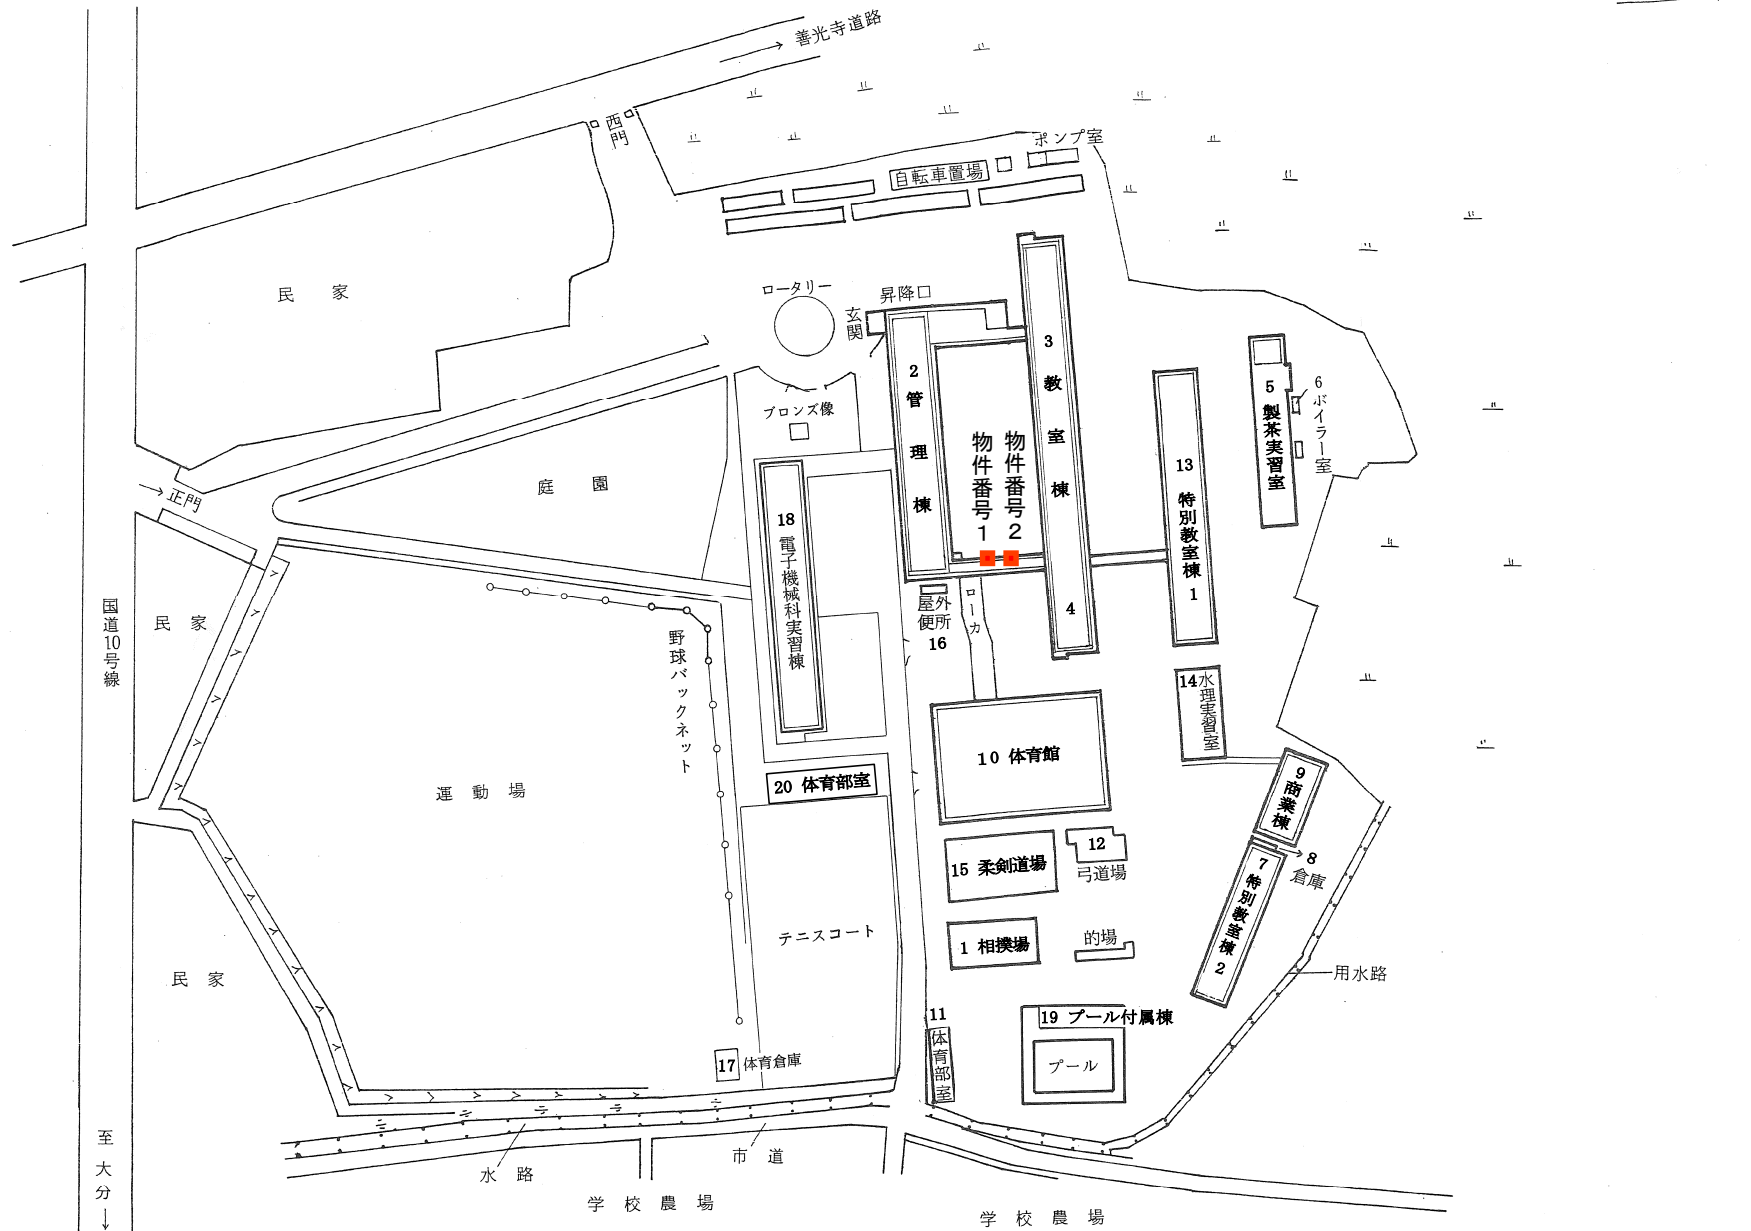 善光寺道路
西門
ポンプ室
自転車置場
民家
ロータリー
昇降口
玄関
2 管理棟
3 教室棟 4
物件番号1
物件番号2
13 特別教室棟 1
5 製茶実習室
6 ボイラー室
ブロンズ像
庭園
正門
18 電子機械科実習棟
国道10号線
民家
野球バックネット
屋外便所
16
ローカ
14 水理実習室
10 体育館
運動場
20 体育部室
9 商業棟
8 倉庫
7 特別教室棟 2
15 柔剣道場
12
弓道場
テニスコート
1 相撲場
的場
用水路
民家
11 体育部室
19 プール付属棟
プール
17 体育倉庫
至大分
水路
市道
学校農場
学校農場